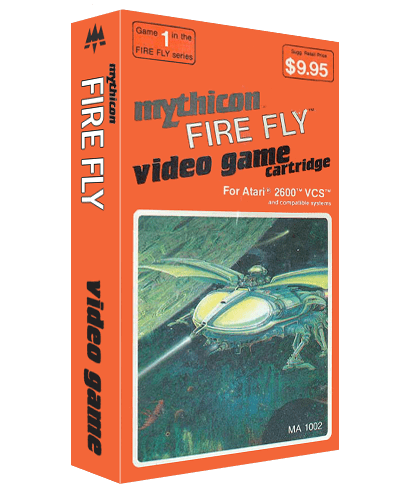 mythicon
FIRE FLY
video game
Game 1 in the
FIRE FLY series
Sugg. Retail Price
$9.95
mythicon™
FIRE FLY™
video game
cartridge
For Atari® 2600™ VCS™
and compatible systems
MA 1002